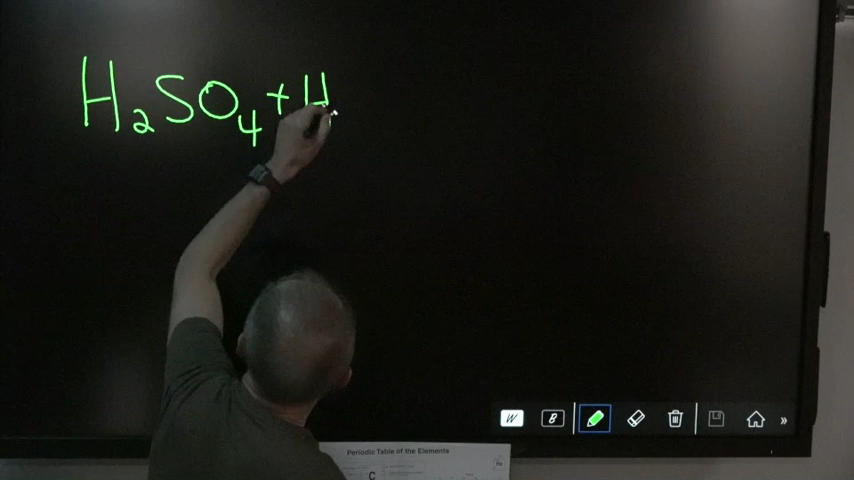 H₂SO₄ + H
W B »
Periodic Table of the Elements
C